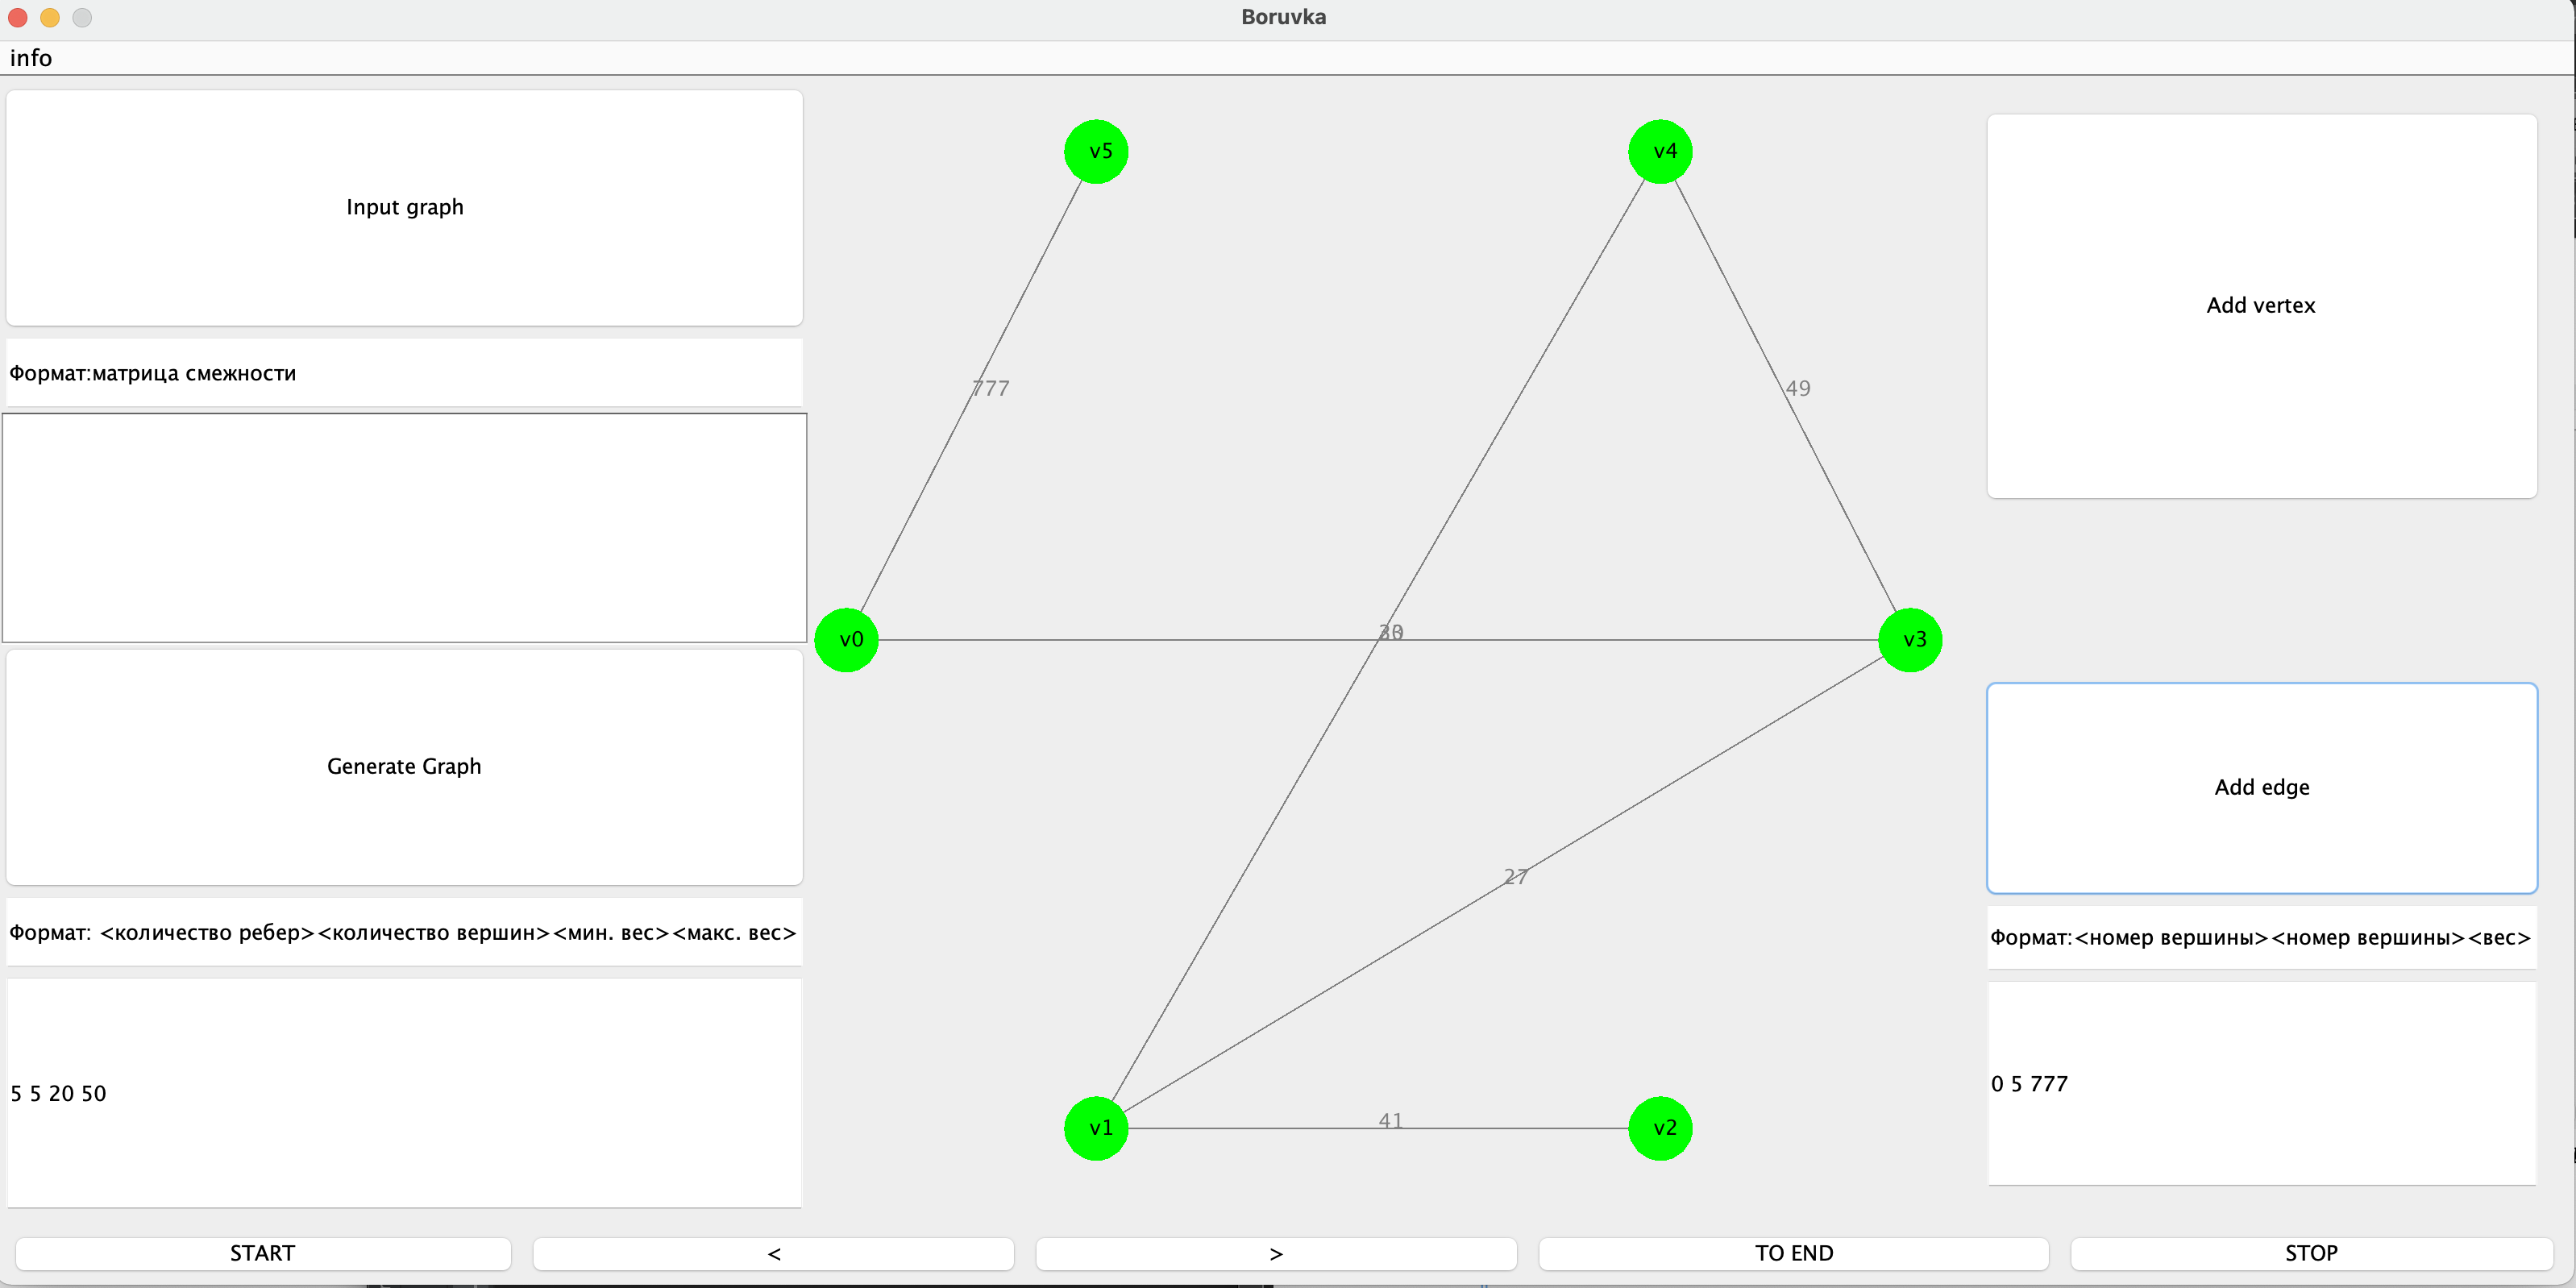 Boruvka
info
Input graph
Формат:матрица смежности
Generate Graph
Формат: <количество ребер><количество вершин><мин. вес><макс. вес>
5 5 20 50
v5
v4
777
49
v0
v3
27
v1
41
v2
Add vertex
Add edge
Формат:<номер вершины><номер вершины><вес>
0 5 777
START
<
>
TO END
STOP